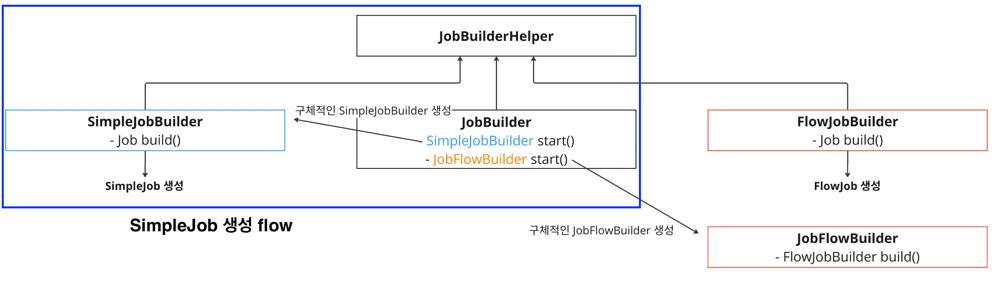 JobBuilderHelper
구체적인 SimpleJobBuilder 생성
SimpleJobBuilder
- Job build()
SimpleJob 생성
JobBuilder
SimpleJobBuilder start()
- JobFlowBuilder start()
FlowJobBuilder
- Job build()
FlowJob 생성
SimpleJob 생성 flow
구체적인 JobFlowBuilder 생성
JobFlowBuilder
- FlowJobBuilder build()